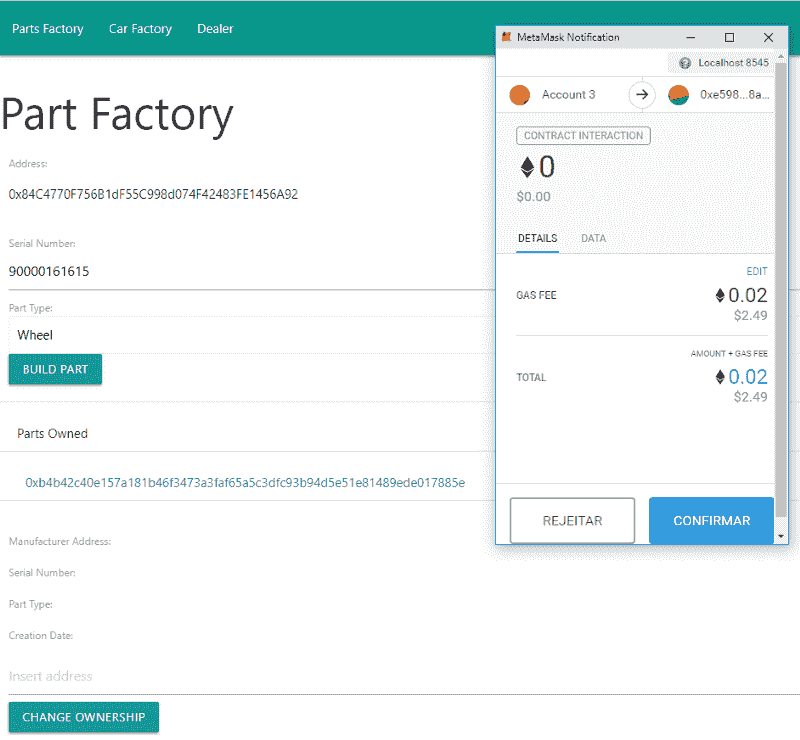 Parts Factory Car Factory Dealer
Part Factory
Address:
0x84C4770F756B1dF55C998d074F42483FE1456A92
Serial Number:
90000161615
Part Type:
Wheel
BUILD PART
Parts Owned
0xb4b42c40e157a181b46f3473a3faf65a5c3dfc93b94d5e51e81489ede017885e
Manufacturer Address:
Serial Number:
Part Type:
Creation Date:
Insert address
CHANGE OWNERSHIP
MetaMask Notification
Localhost 8545
Account 3 0xe598...8a...
CONTRACT INTERACTION
0
$0.00
DETAILS DATA
EDIT
GAS FEE 0.02
$2.49
AMOUNT + GAS FEE
TOTAL 0.02
$2.49
REJEITAR CONFIRMAR